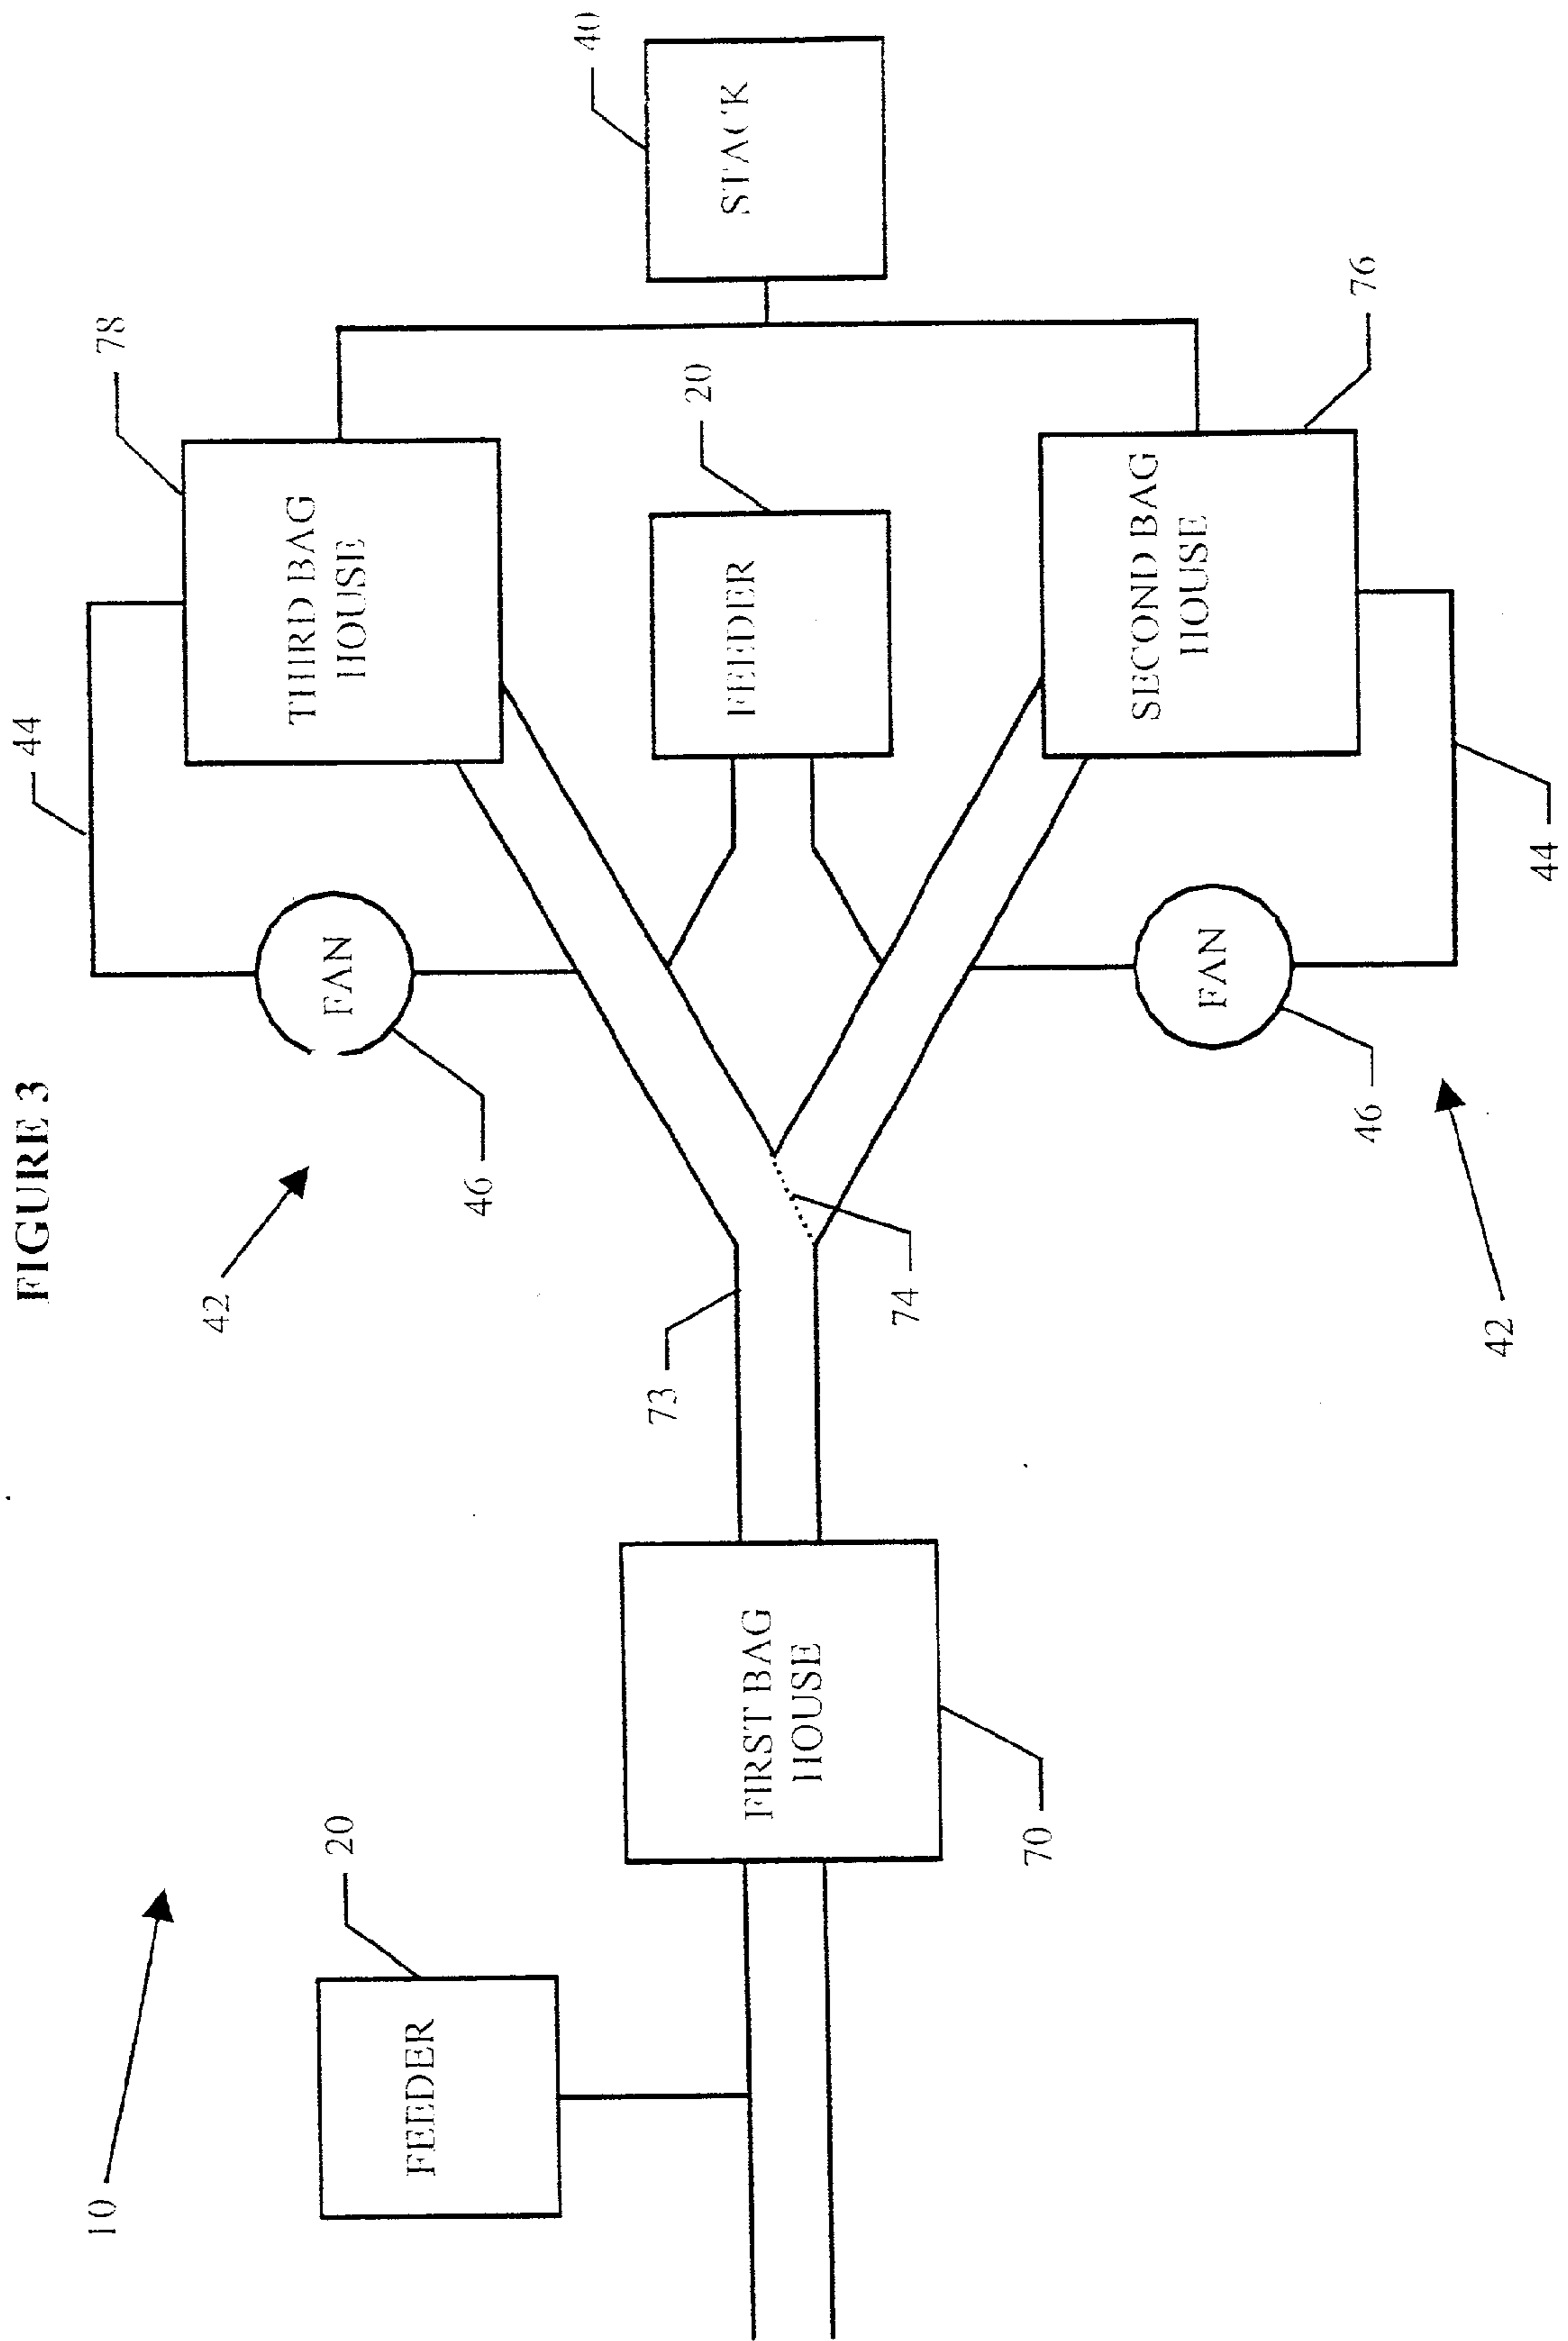 FIGURE 3
10
20
FEEDER
FIRST BAG
HOUSE
70
73
74
42
46
FAN
44
78
THIRD BAG
HOUSE
20
FEEDER
42
46
FAN
44
76
SECOND BAG
HOUSE
40
STACK